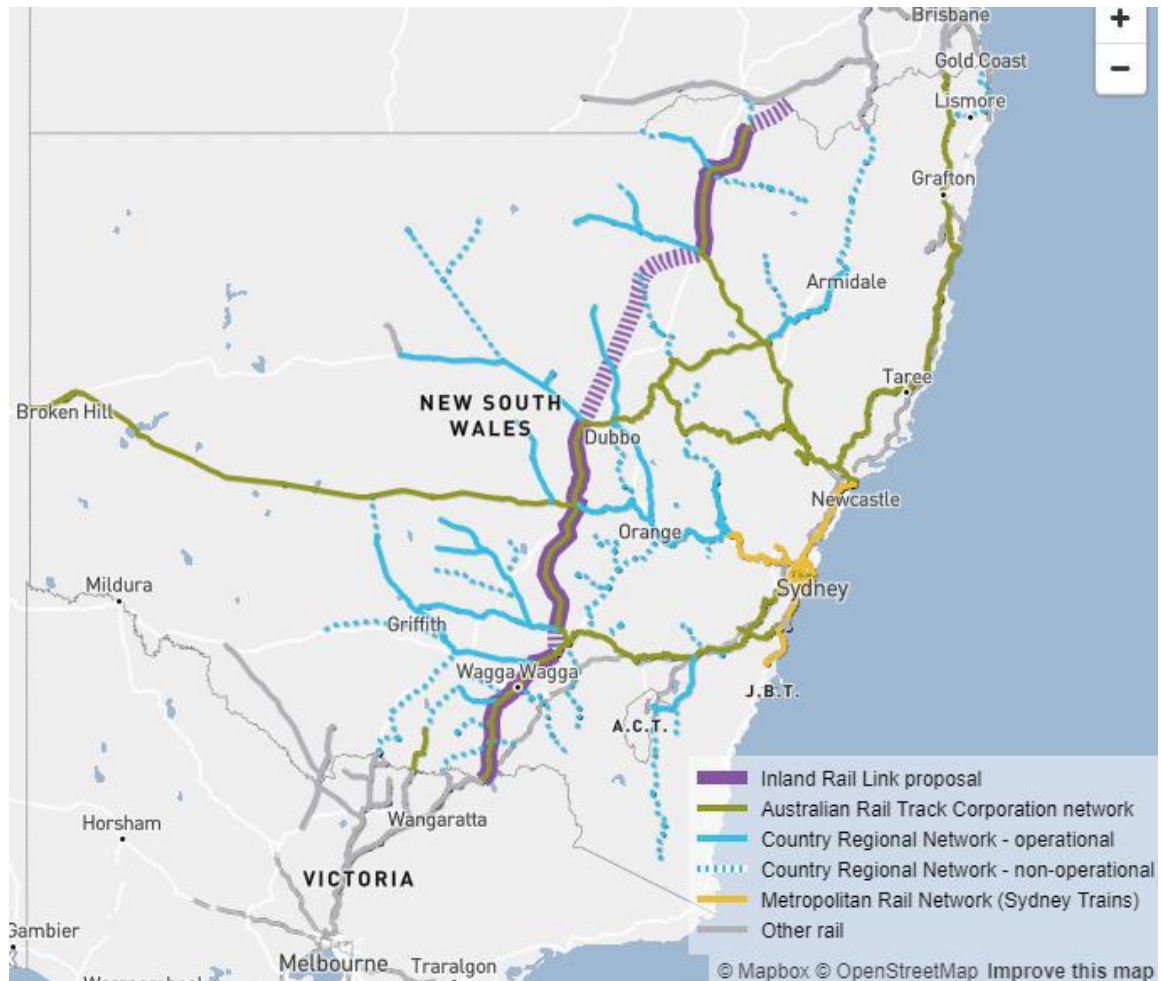 Brisbane
+
−
Gold Coast
Lismore
Grafton
Armidale
Taree
Broken Hill
NEW SOUTH
WALES
Dubbo
Newcastle
Orange
Sydney
Mildura
Griffith
Wagga Wagga
J.B.T.
A.C.T.
Inland Rail Link proposal
Australian Rail Track Corporation network
Country Regional Network - operational
Country Regional Network - non-operational
Metropolitan Rail Network (Sydney Trains)
Other rail
Wangaratta
Horsham
VICTORIA
Gambier
Melbourne
Traralgon
© Mapbox © OpenStreetMap Improve this map